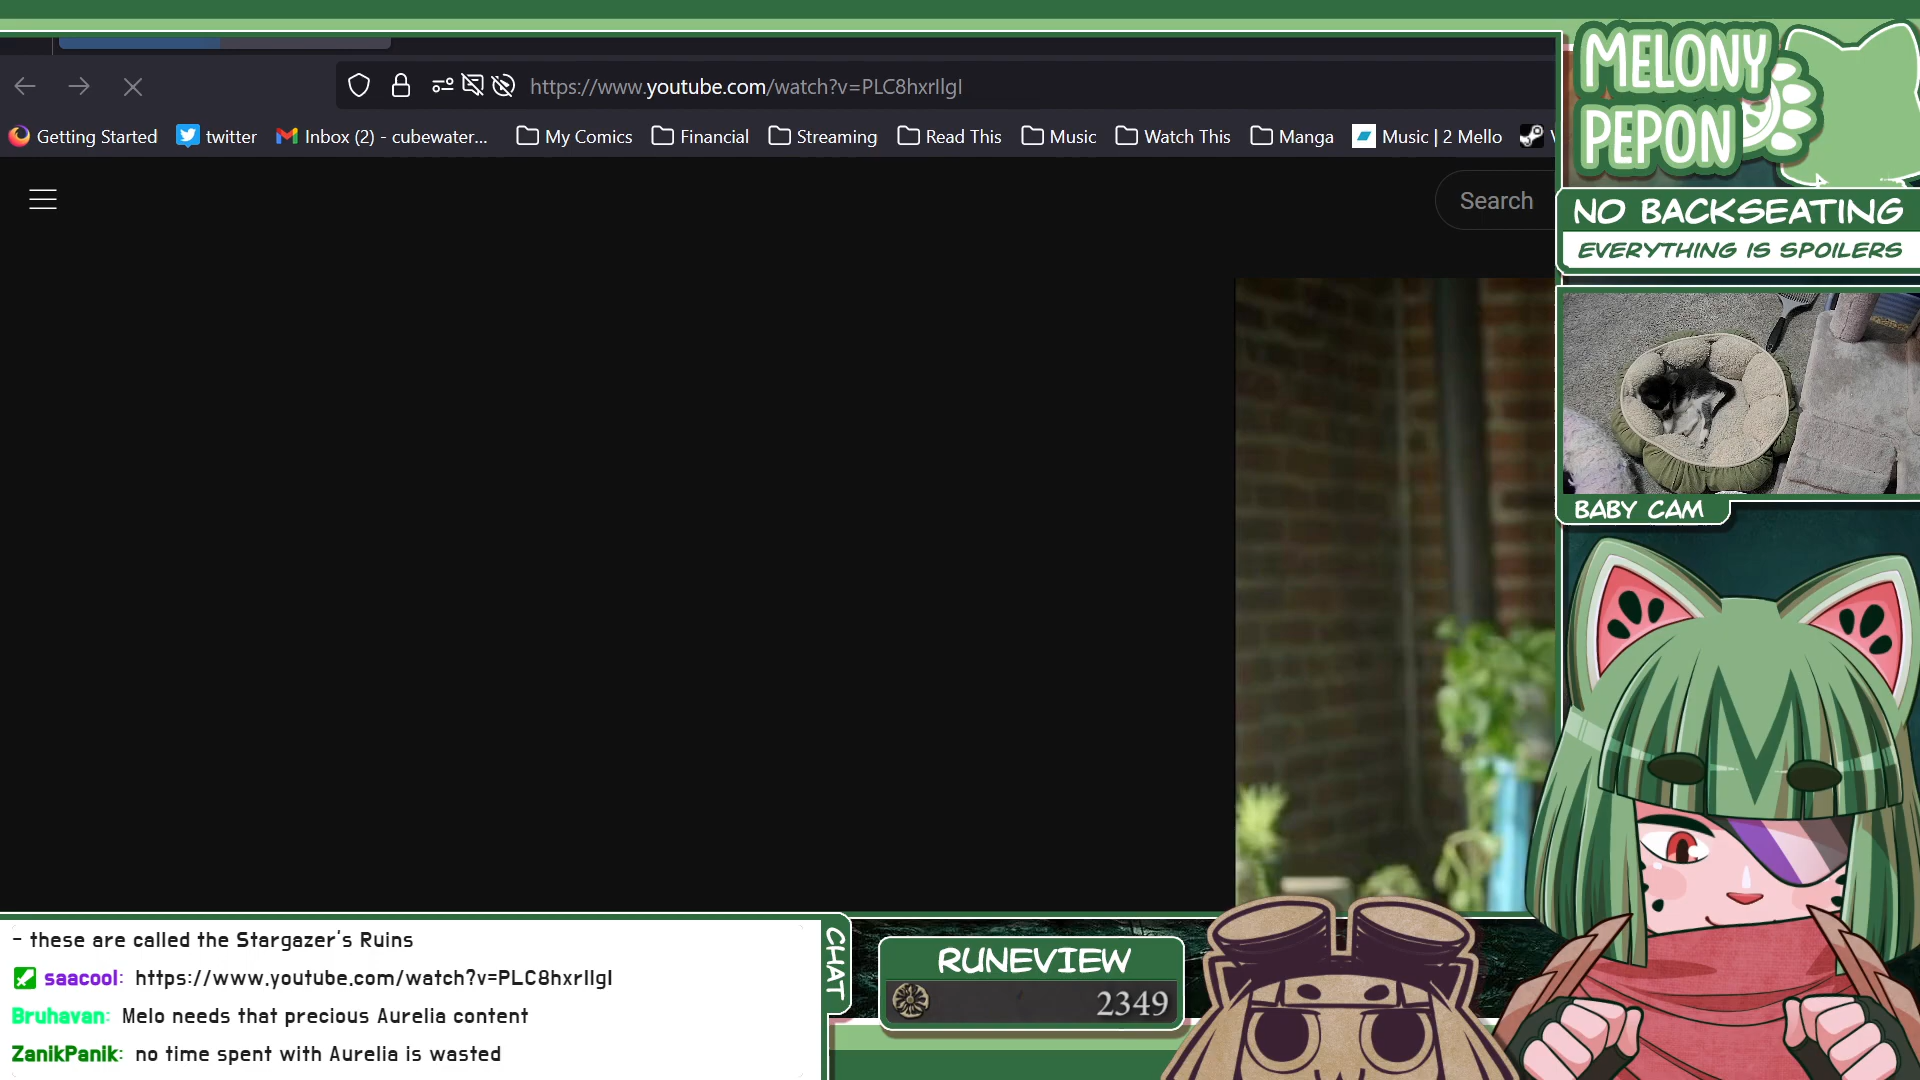 https://www.youtube.com/watch?v=PLC8hxrIlgI
Getting Started
twitter
Inbox (2) - cubewater...
My Comics
Financial
Streaming
Read This
Music
Watch This
Manga
Music | 2 Mello
Search
MELONY
PEPON
NO BACKSEATING
EVERYTHING IS SPOILERS
BABY CAM
- these are called the Stargazer's Ruins
saacool: https://www.youtube.com/watch?v=PLC8hxrIlgI
Bruhavan: Melo needs that precious Aurelia content
ZanikPanik: no time spent with Aurelia is wasted
CHAT
RUNEVIEW
2349